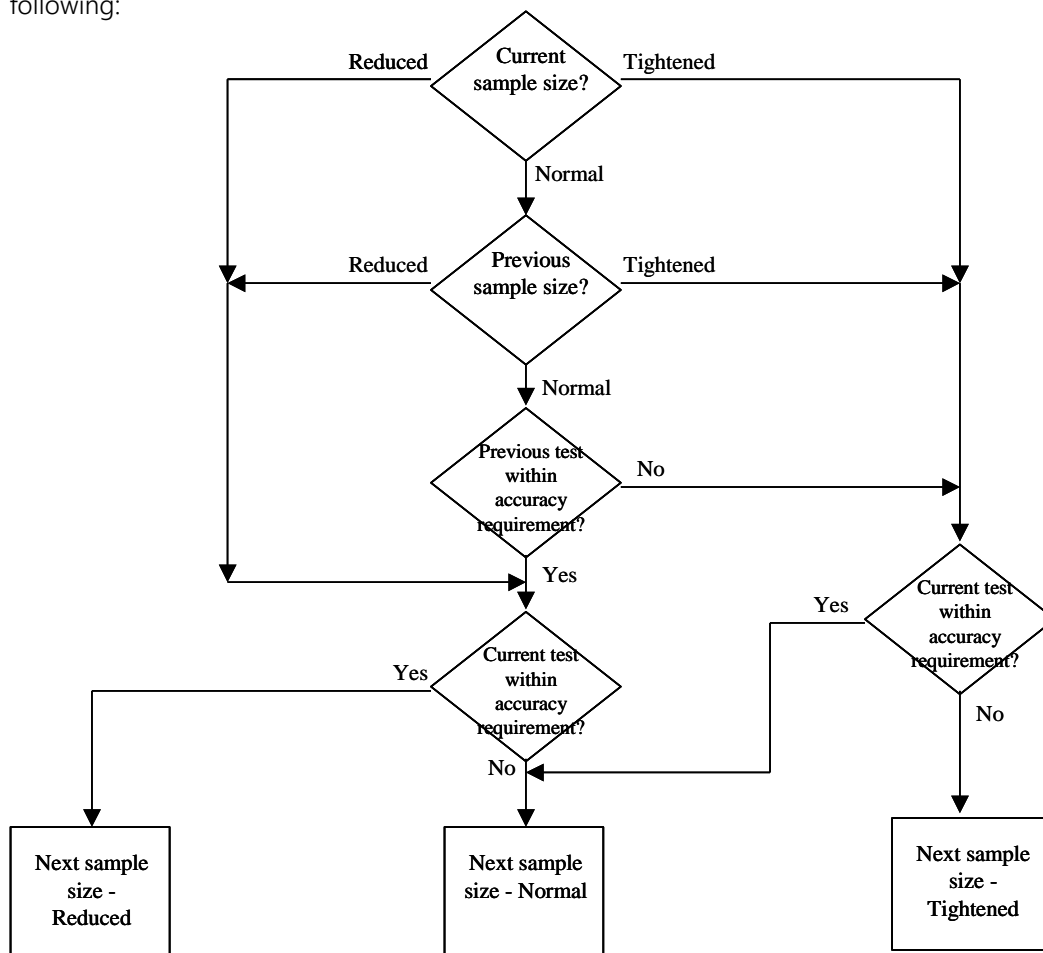 following:
Reduced
Current
sample size?
Tightened
Normal
Reduced
Previous
sample size?
Tightened
Normal
Previous test
within
accuracy
requirement?
No
Yes
Current test
within
accuracy
requirement?
Yes
Yes
Current test
within
accuracy
requirement?
No
No
Next sample
size -
Reduced
Next sample
size - Normal
Next sample
size -
Tightened